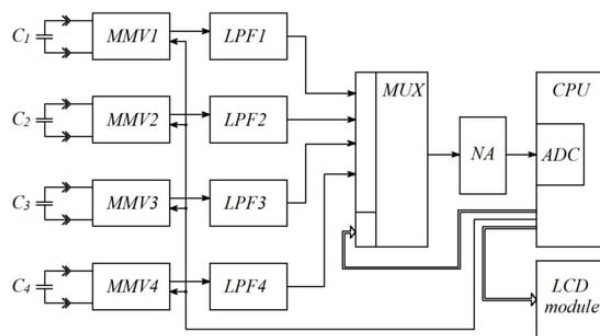 C1 MMV1 LPF1
MUX CPU
C2 MMV2 LPF2
NA ADC
C3 MMV3 LPF3
C4 MMV4 LPF4
LCD
module